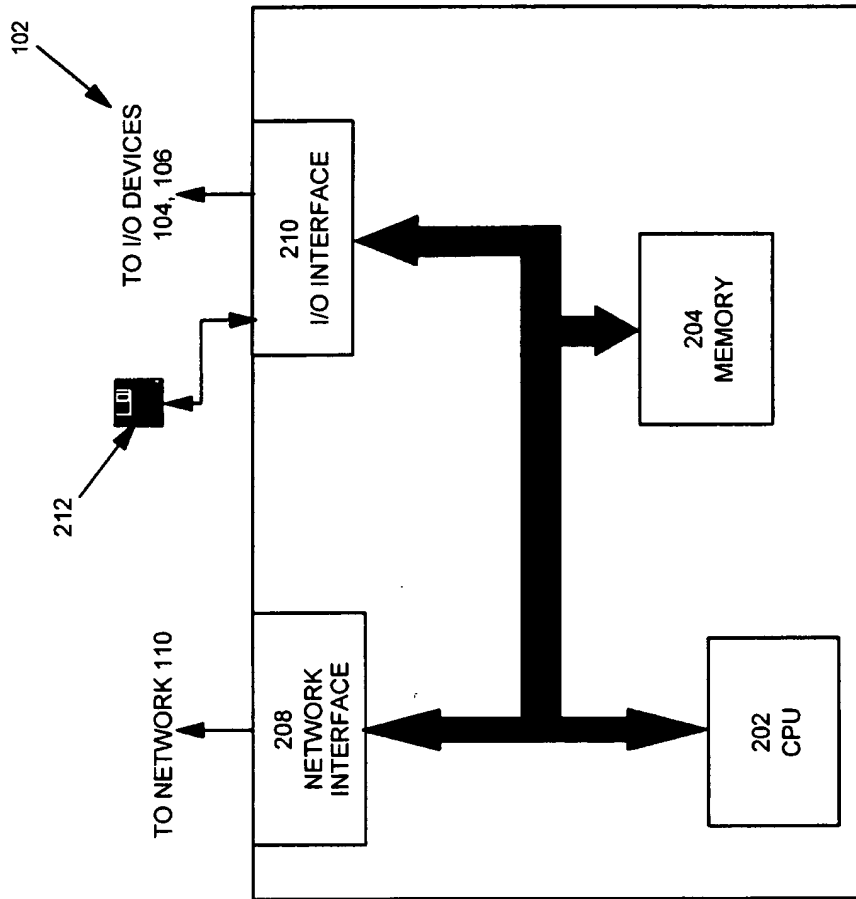 102
TO I/O DEVICES
104, 106
212
TO NETWORK 110
210
I/O INTERFACE
208
NETWORK
INTERFACE
204
MEMORY
202
CPU